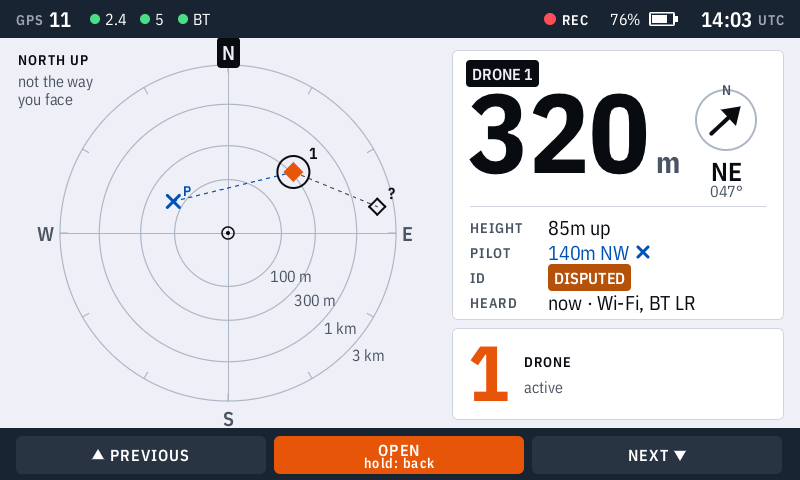 GPS 11 2.4 5 BT REC 76% 14:03 UTC
NORTH UP
not the way
you face
N
W
E
S
P
1
?
100 m
300 m
1 km
3 km
DRONE 1
320 m
N
NE
047°
HEIGHT 85m up
PILOT 140m NW
ID DISPUTED
HEARD now · Wi-Fi, BT LR
1
DRONE
active
PREVIOUS
OPEN
hold: back
NEXT